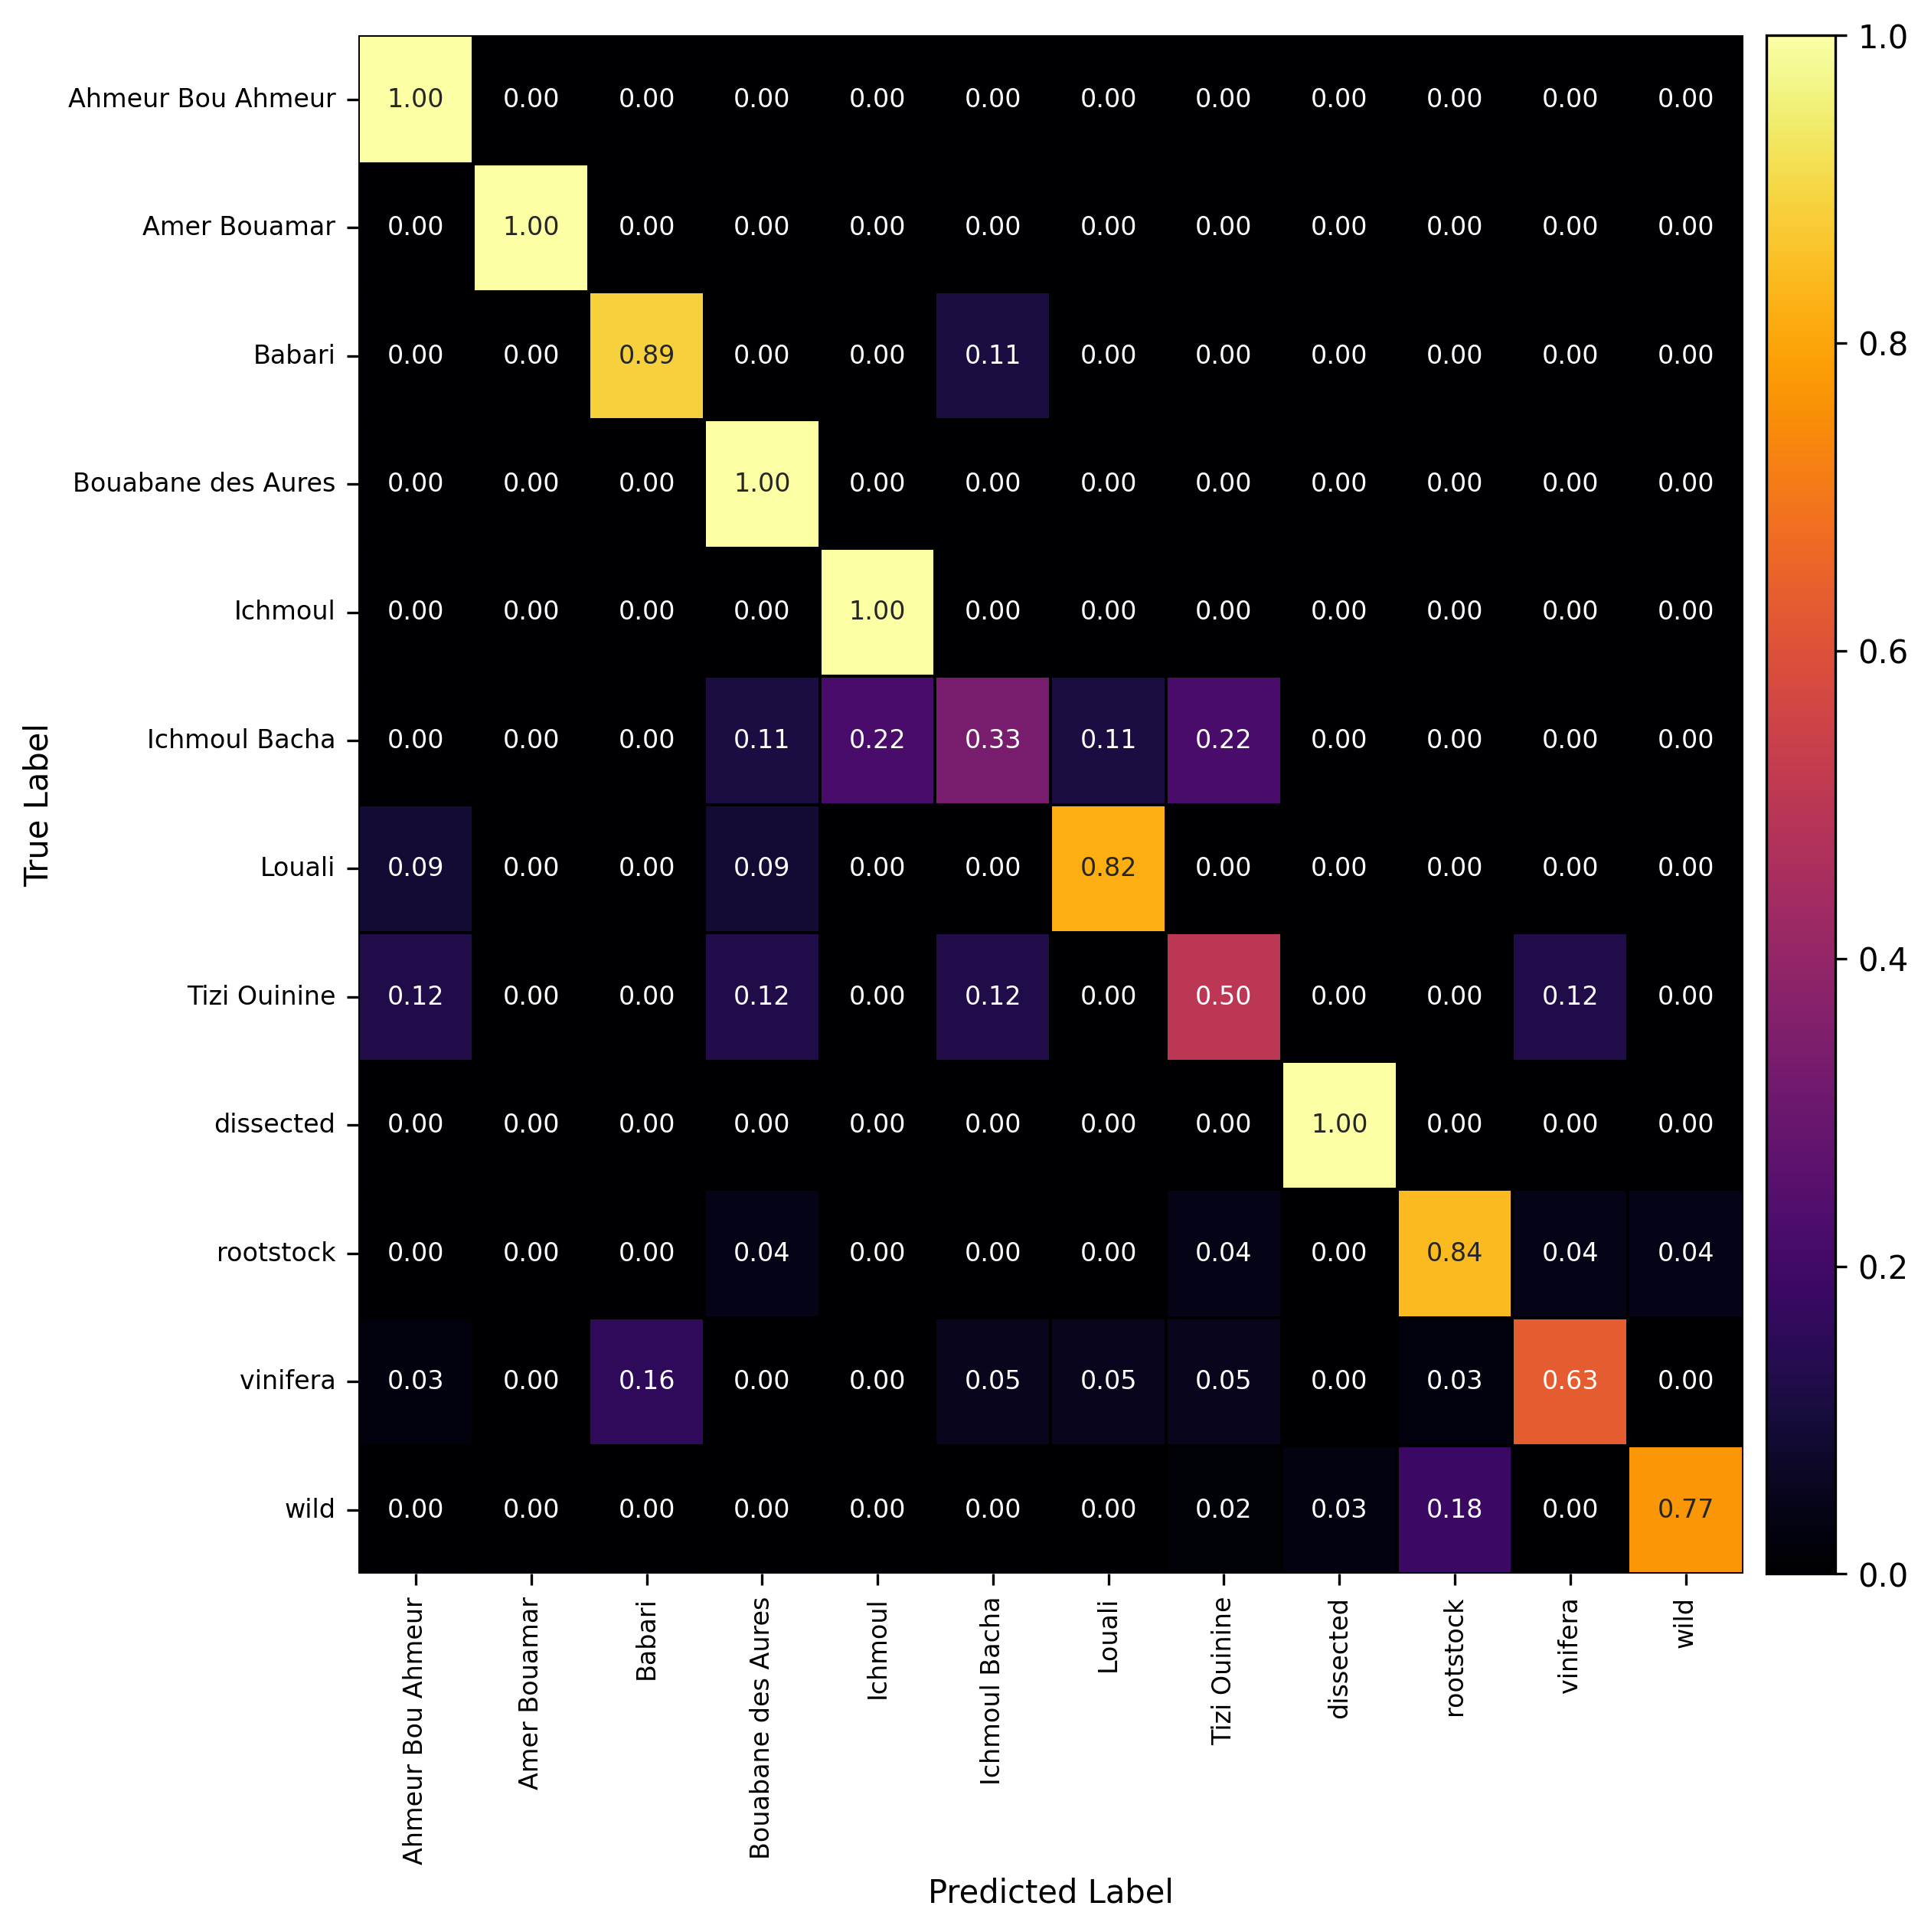 Ahmeur Bou Ahmeur 1.00 0.00 0.00 0.00 0.00 0.00 0.00 0.00 0.00 0.00 0.00 0.00
Amer Bouamar 0.00 1.00 0.00 0.00 0.00 0.00 0.00 0.00 0.00 0.00 0.00 0.00
Babari 0.00 0.00 0.89 0.00 0.00 0.11 0.00 0.00 0.00 0.00 0.00 0.00
Bouabane des Aures 0.00 0.00 0.00 1.00 0.00 0.00 0.00 0.00 0.00 0.00 0.00 0.00
Ichmoul 0.00 0.00 0.00 0.00 1.00 0.00 0.00 0.00 0.00 0.00 0.00 0.00
Ichmoul Bacha 0.00 0.00 0.00 0.11 0.22 0.33 0.11 0.22 0.00 0.00 0.00 0.00
Louali 0.09 0.00 0.00 0.09 0.00 0.00 0.82 0.00 0.00 0.00 0.00 0.00
Tizi Ouinine 0.12 0.00 0.00 0.12 0.00 0.12 0.00 0.50 0.00 0.00 0.12 0.00
dissected 0.00 0.00 0.00 0.00 0.00 0.00 0.00 0.00 1.00 0.00 0.00 0.00
rootstock 0.00 0.00 0.00 0.04 0.00 0.00 0.00 0.04 0.00 0.84 0.04 0.04
vinifera 0.03 0.00 0.16 0.00 0.00 0.05 0.05 0.05 0.00 0.03 0.63 0.00
wild 0.00 0.00 0.00 0.00 0.00 0.00 0.00 0.02 0.03 0.18 0.00 0.77
True Label
Ahmeur Bou Ahmeur
Amer Bouamar
Babari
Bouabane des Aures
Ichmoul
Ichmoul Bacha
Louali
Tizi Ouinine
dissected
rootstock
vinifera
wild
Predicted Label
1.0
0.8
0.6
0.4
0.2
0.0